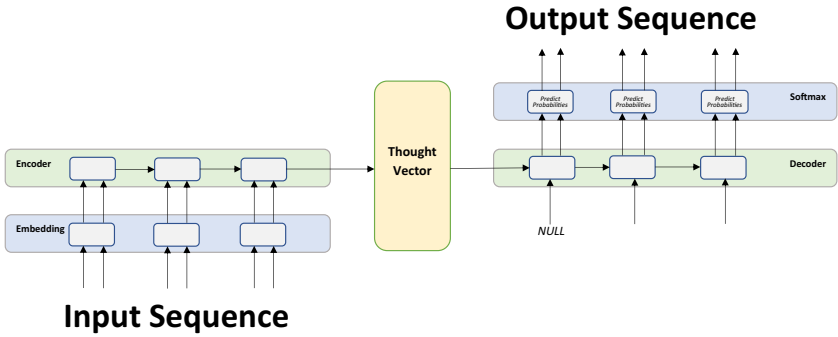 Output Sequence
Predict
Probabilities
Predict
Probabilities
Predict
Probabilities
Softmax
Thought
Vector
Encoder
Decoder
Embedding
NULL
Input Sequence